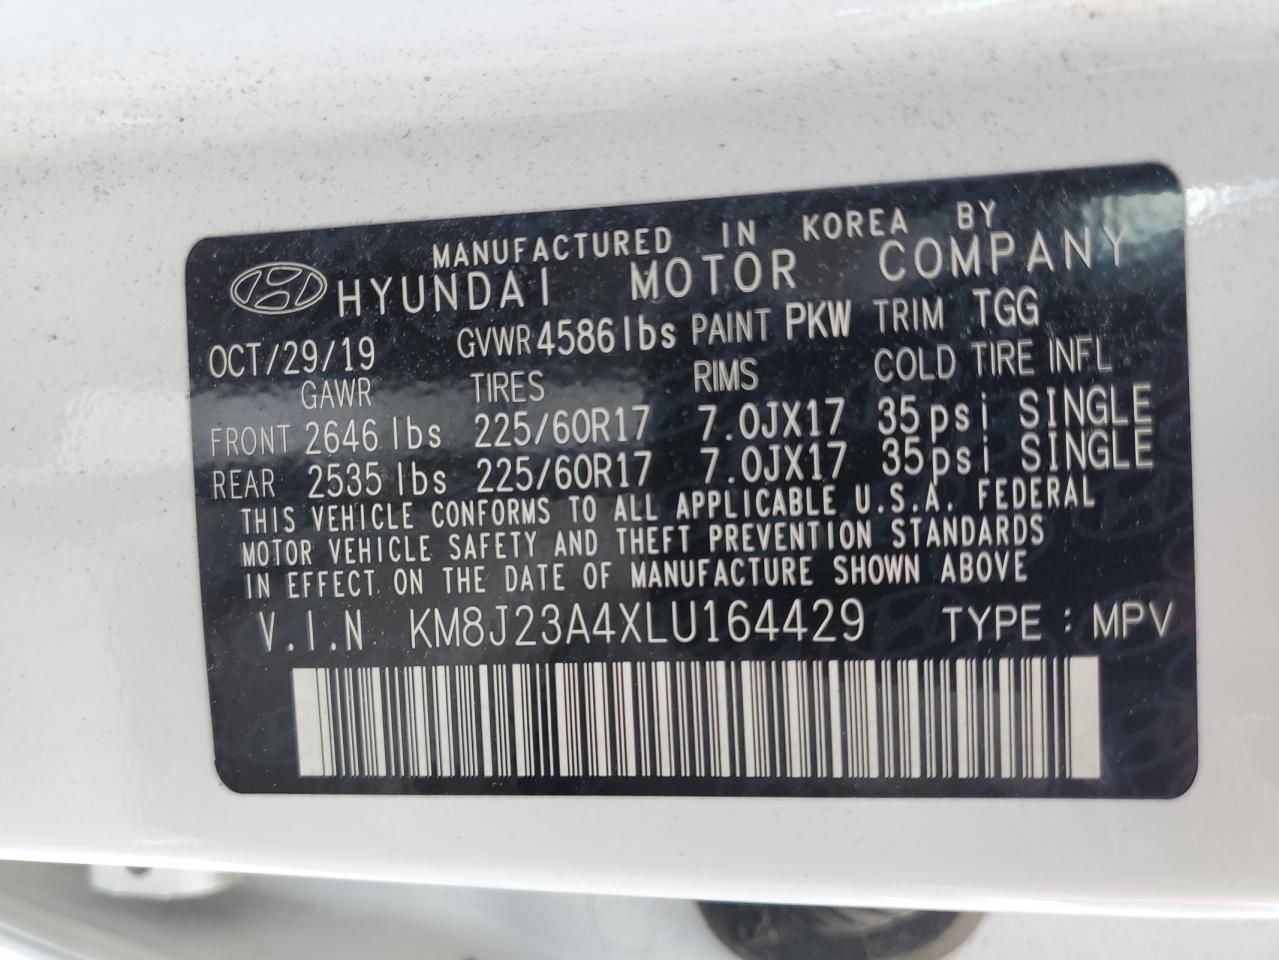 MANUFACTURED IN KOREA BY
HYUNDAI MOTOR COMPANY
OCT/29/19 GVWR 4586 lbs PAINT PKW TRIM TGG
GAWR TIRES RIMS COLD TIRE INFL
FRONT 2646 lbs 225/60R17 7.0JX17 35 psi SINGLE
REAR 2535 lbs 225/60R17 7.0JX17 35psi SINGLE
THIS VEHICLE CONFORMS TO ALL APPLICABLE U.S.A. FEDERAL
MOTOR VEHICLE SAFETY AND THEFT PREVENTION STANDARDS
IN EFFECT ON THE DATE OF MANUFACTURE SHOWN ABOVE
V.I.N KM8J23A4XLU164429 TYPE : MPV